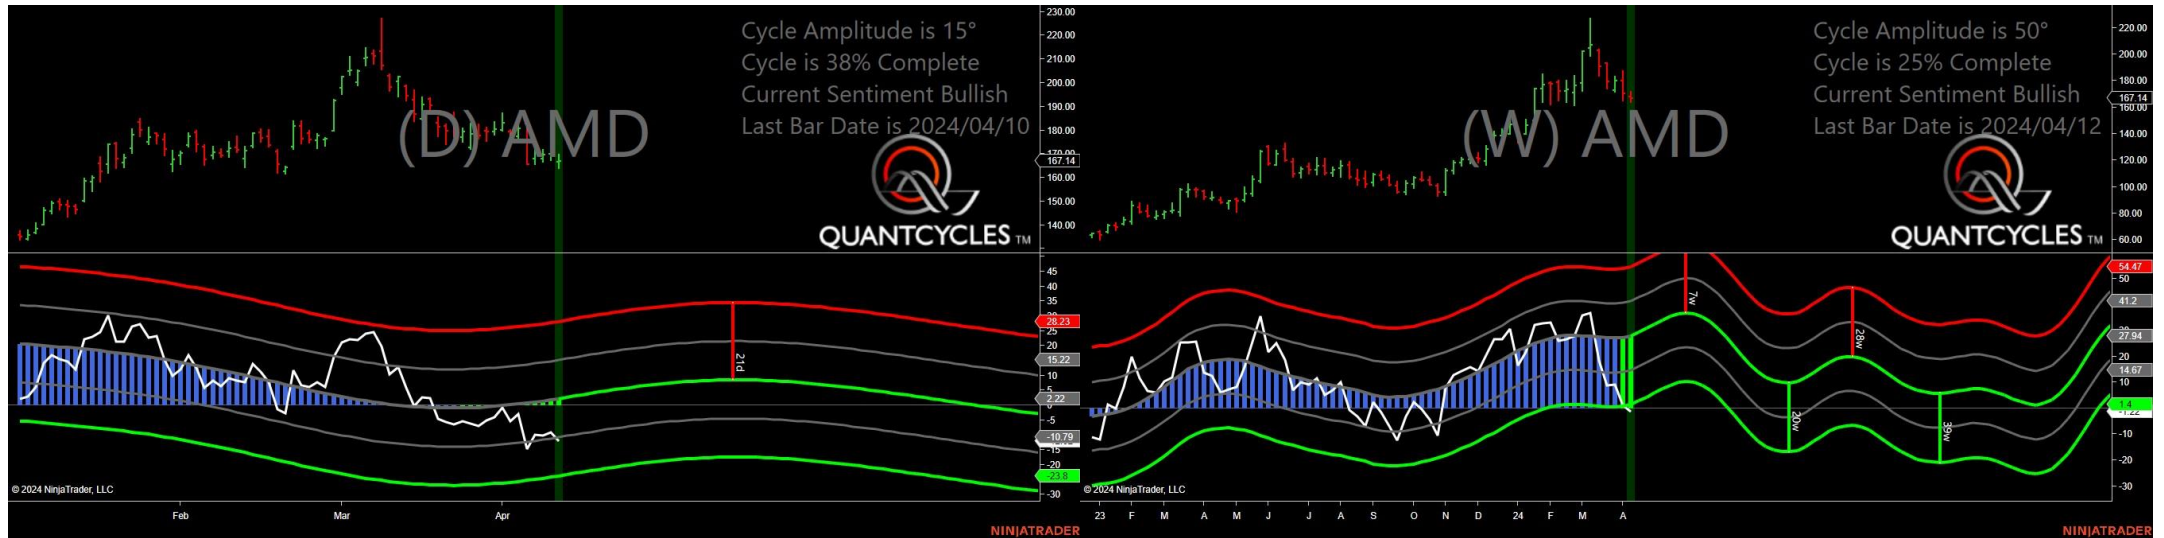 Cycle Amplitude is 15°
Cycle is 38% Complete
Current Sentiment Bullish
Last Bar Date is 2024/04/10
(D) AMD
QUANTCYCLES TM
230.00
220.00
210.00
200.00
190.00
180.00
170.00
167.14
160.00
150.00
140.00
45
40
35
28.23
25
20
15.22
10
5
2.22
0
-5
-10.79
-15
-20
-23.8
-30
21d
© 2024 NinjaTrader, LLC
Feb Mar Apr
NINJATRADER
Cycle Amplitude is 50°
Cycle is 25% Complete
Current Sentiment Bullish
Last Bar Date is 2024/04/12
(W) AMD
QUANTCYCLES TM
220.00
200.00
180.00
167.14
160.00
140.00
120.00
100.00
80.00
60.00
54.47
50
41.2
27.94
20
14.67
10
1.4
-1.22
-10
-20
-30
7w
28w
20w
39w
© 2024 NinjaTrader, LLC
23 F M A M J J A S O N D 24 F M A
NINJATRADER